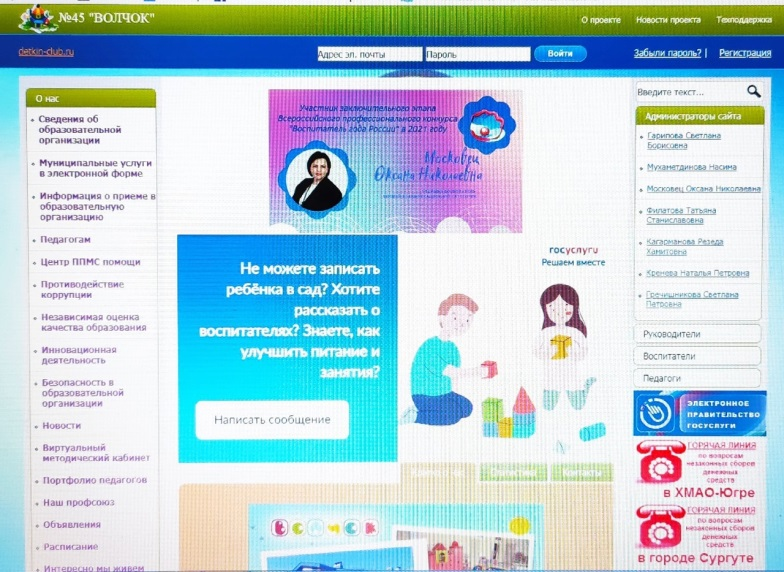 №45 "ВОЛЧОК"
О проекте
Новости проекта
Техподдержка
detkin-club.ru
Адрес эл. почты
Пароль
Войти
Забыли пароль? |
Регистрация
О нас
Сведения об
образовательной
организации
Муниципальные услуги
в электронной форме
Информация о приеме в
образовательную
организацию
Педагогам
Центр ППМС помощи
Противодействие
коррупции
Независимая оценка
качества образования
Инновационная
деятельность
Безопасность в
образовательной
организации
Новости
Виртуальный
методический кабинет
Портфолио педагогов
Наш профсоюз
Объявления
Расписание
Интересно мы живем
Участник заключительного этапа
Всероссийского профессионального конкурса
"Воспитатель года России" в 2021 году
Московец
Оксана Николаевна
Не можете записать
ребёнка в сад? Хотите
рассказать о
воспитателях? Знаете, как
улучшить питание и
занятия?
Написать сообщение
госуслуги
Решаем вместе
Введите текст...
Администраторы сайта
Гарипова Светлана
Борисовна
Мухаметдинова Насима
Московец Оксана Николаевна
Филатова Татьяна
Станиславовна
Кагарманова Резеда
Хамитовна
Кренева Наталья Петровна
Гречишникова Светлана
Петровна
Руководители
Воспитатели
Педагоги
ЭЛЕКТРОННОЕ
ПРАВИТЕЛЬСТВО
ГОСУСЛУГИ
ГОРЯЧАЯ ЛИНИЯ
по вопросам
незаконных сборов
денежных
средств
в ХМАО-Югре
ГОРЯЧАЯ ЛИНИЯ
по вопросам
незаконных сборов
денежных
средств
в городе Сургуте